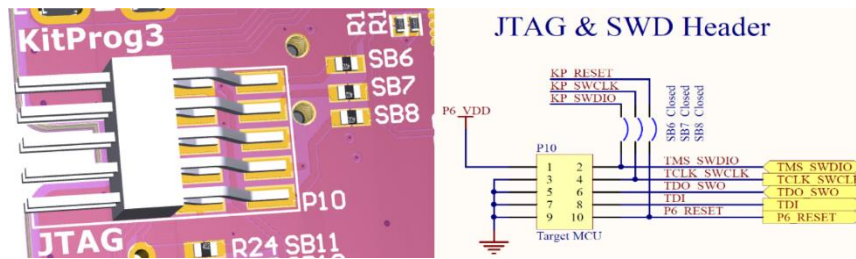 KitProg3
R1
R1
SB6
SB7
SB8
P10
JTAG
R24 SB11
JTAG & SWD Header
KP_RESET
KP_SWCLK
KP_SWDIO
P6_VDD
SB6 Closed
SB7 Closed
SB8 Closed
P10
1 2
3 4
5 6
7 8
9 10
Target MCU
TMS_SWDIO
TCLK_SWCLK
TDO_SWO
TDI
P6_RESET
TMS_SWDIO
TCLK_SWCLK
TDO_SWO
TDI
P6_RESET